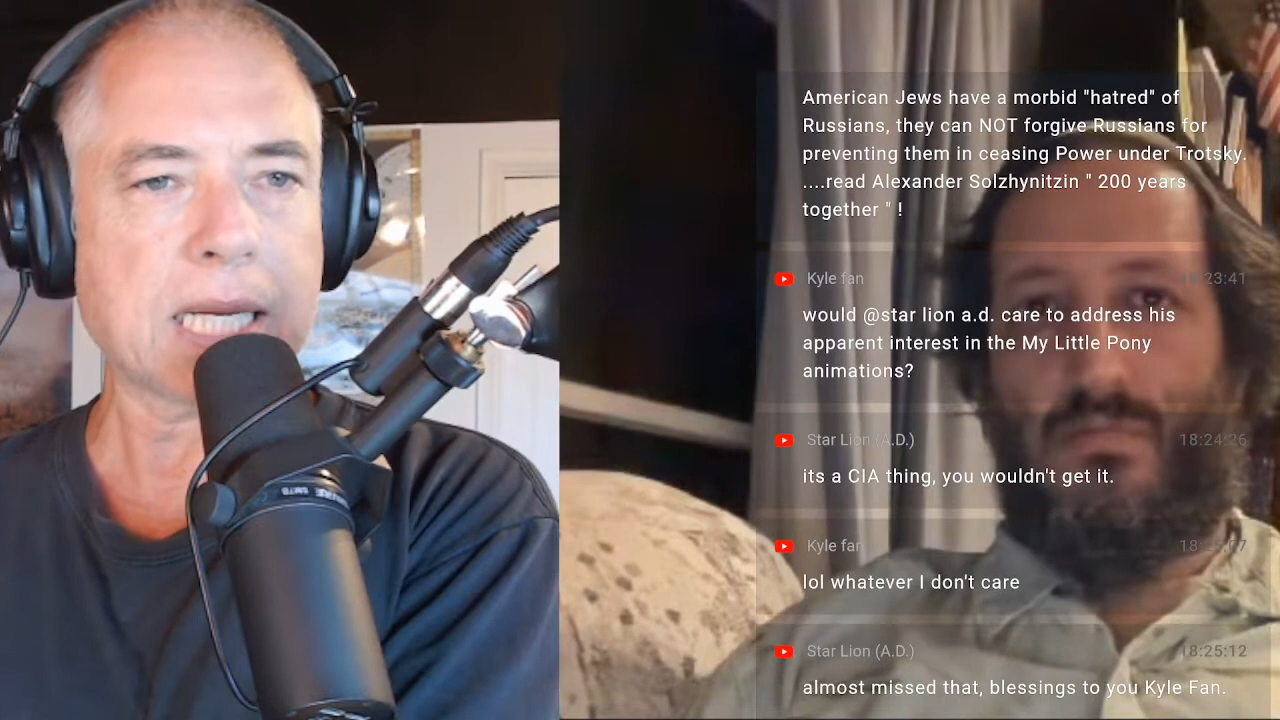 American Jews have a morbid "hatred" of
Russians, they can NOT forgive Russians for
preventing them in ceasing Power under Trotsky.
....read Alexander Solzhynitzin " 200 years
together " !
Kyle fan 18:23:41
would @star lion a.d. care to address his
apparent interest in the My Little Pony
animations?
Star Lion (A.D.) 18:24:26
its a CIA thing, you wouldn't get it.
Kyle fan
lol whatever I don't care
Star Lion (A.D.) 18:25:12
almost missed that, blessings to you Kyle Fan.
SHURE SM7B